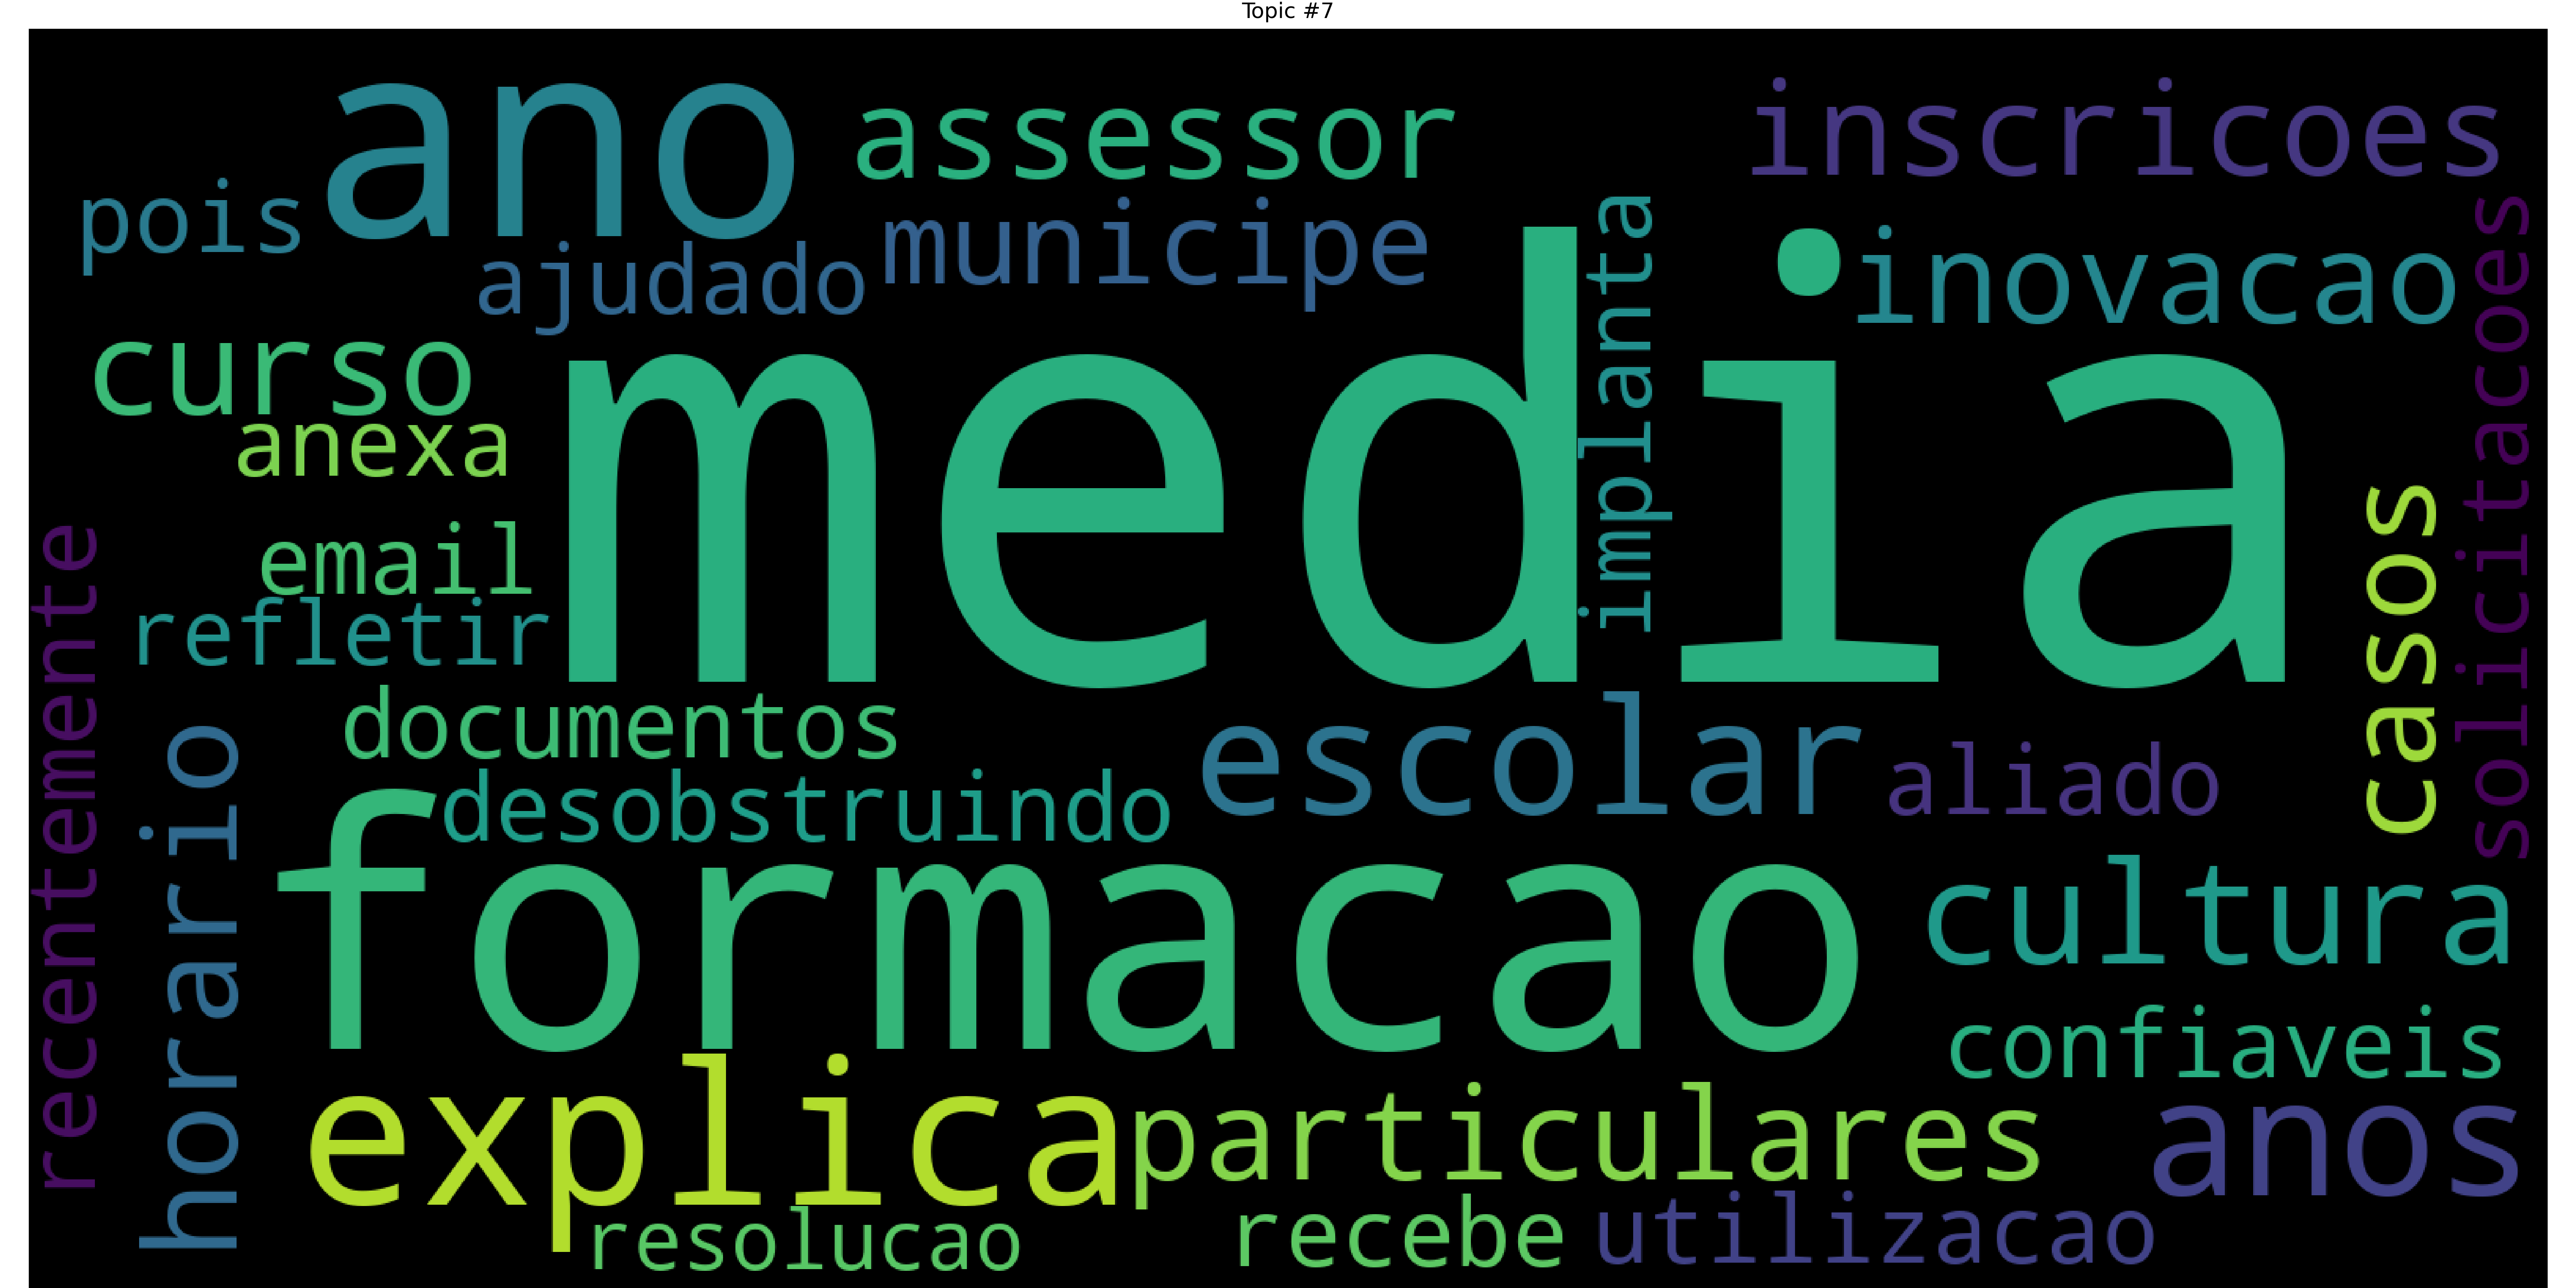 Topic #7
ano
assessor
inscricoes
pois
municipe
ajudado
implanta
inovacao
solicitacoes
curso
media
anexa
email
casos
refletir
recentemente
documentos
escolar
aliado
horario
desobstruindo
formacao
cultura
confiaveis
explica
particulares
anos
resolucao
recebe
utilizacao